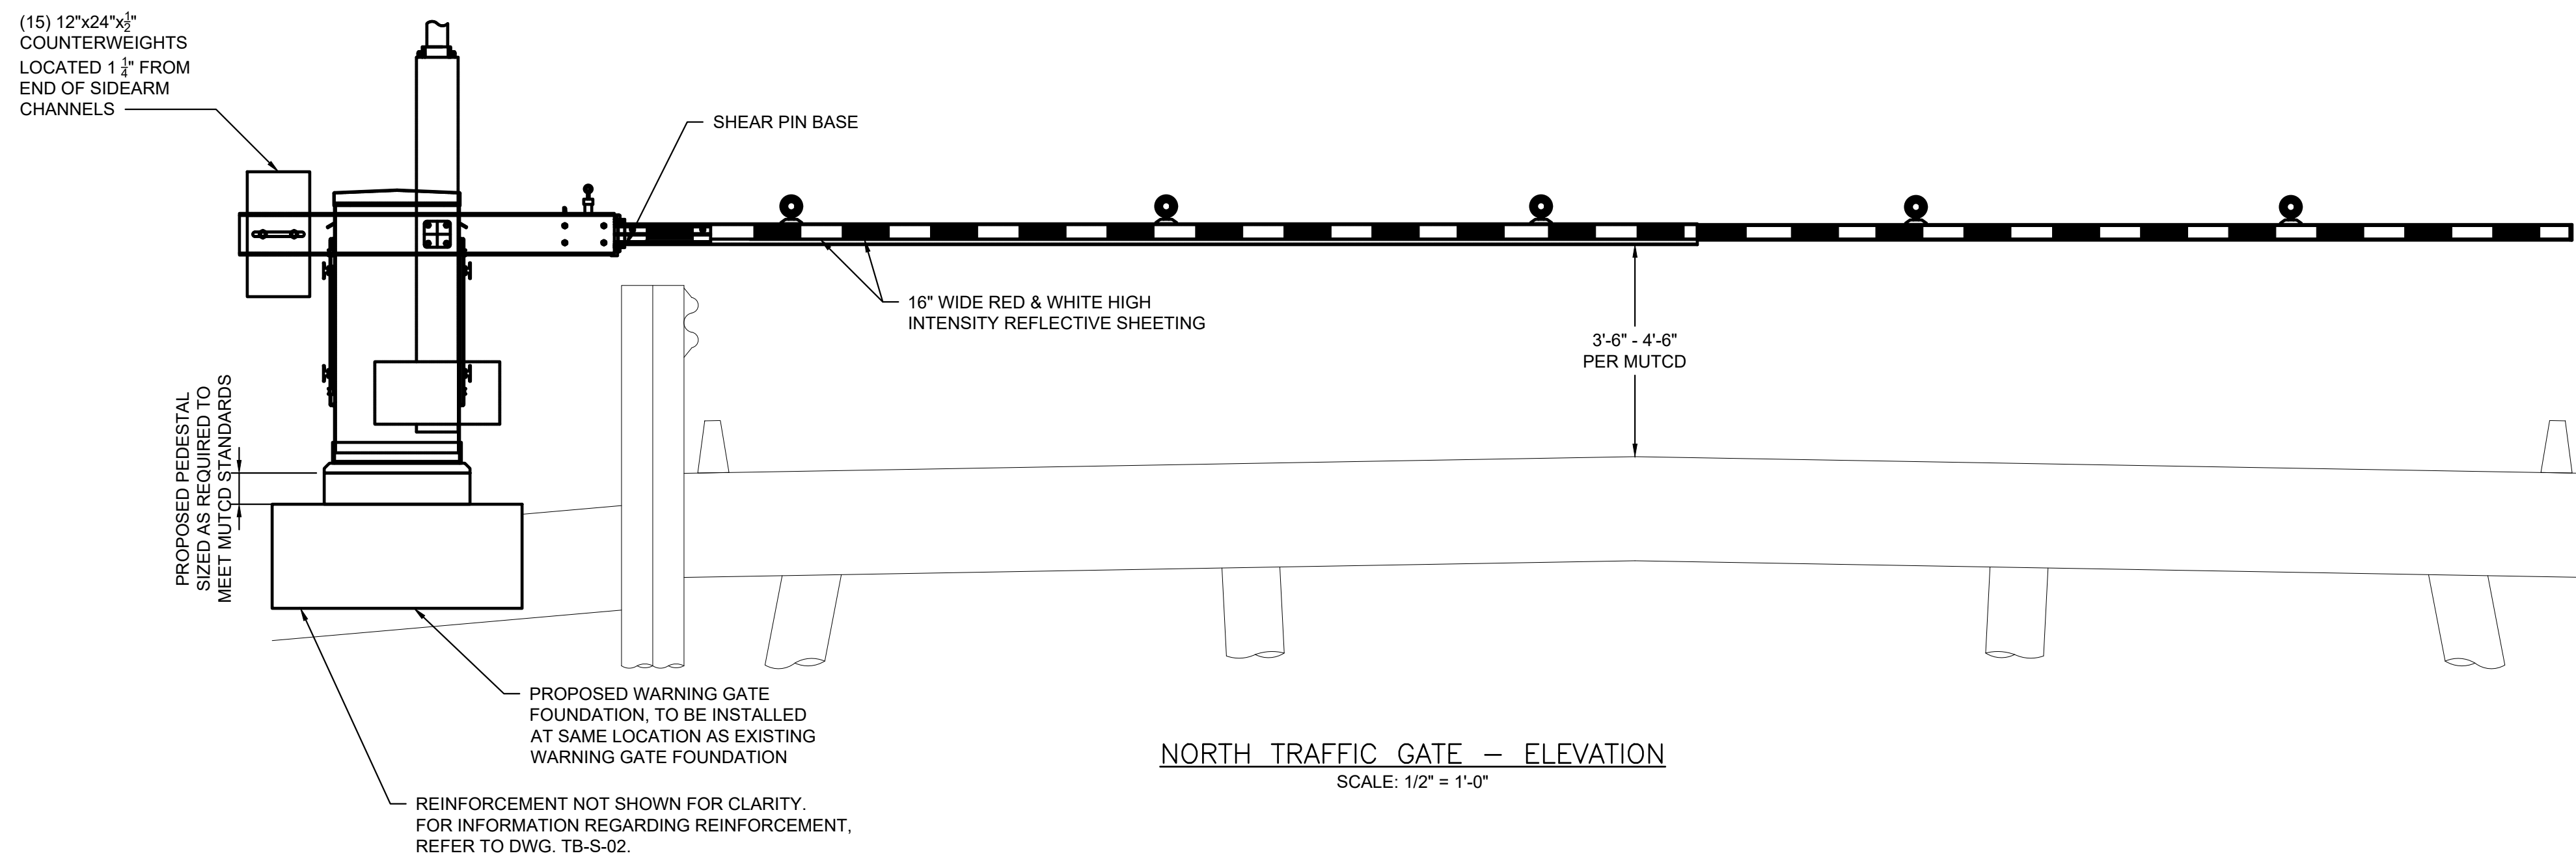 (15) 12"x24"x½"
COUNTERWEIGHTS
LOCATED 1 ¼" FROM
END OF SIDEARM
CHANNELS
SHEAR PIN BASE
16" WIDE RED & WHITE HIGH
INTENSITY REFLECTIVE SHEETING
3'-6" - 4'-6"
PER MUTCD
PROPOSED PEDESTAL
SIZED AS REQUIRED TO
MEET MUTCD STANDARDS
PROPOSED WARNING GATE
FOUNDATION, TO BE INSTALLED
AT SAME LOCATION AS EXISTING
WARNING GATE FOUNDATION
REINFORCEMENT NOT SHOWN FOR CLARITY.
FOR INFORMATION REGARDING REINFORCEMENT,
REFER TO DWG. TB-S-02.
NORTH TRAFFIC GATE – ELEVATION
SCALE: 1/2" = 1'-0"